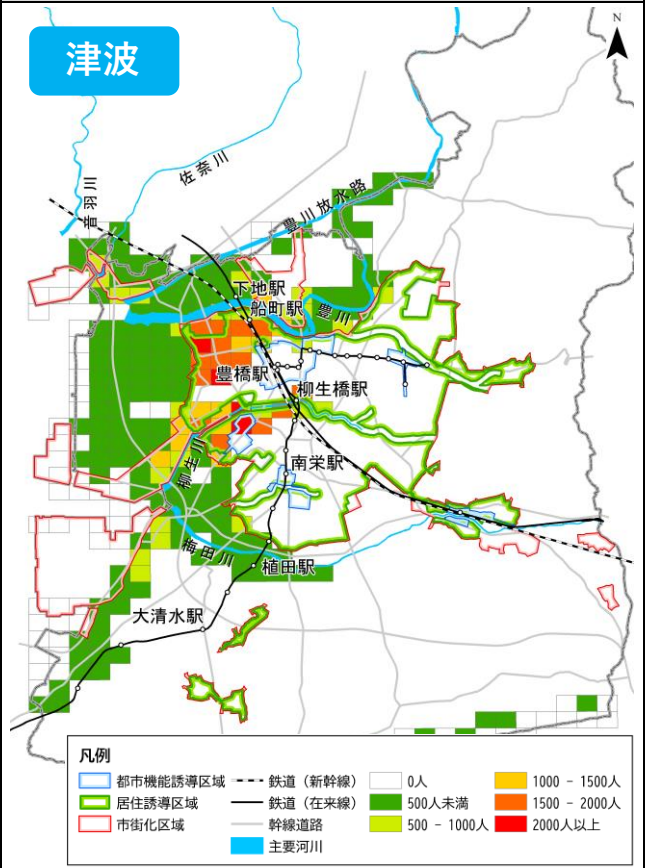 津波
N
佐奈川
音羽川
豊川放水路
下地駅
船町駅
豊川
豊橋駅
柳生橋駅
柳生川
南栄駅
梅田川
植田駅
大清水駅
凡例
都市機能誘導区域
居住誘導区域
市街化区域
鉄道（新幹線）
鉄道（在来線）
幹線道路
主要河川
0人
500人未満
500 - 1000人
1000 - 1500人
1500 - 2000人
2000人以上